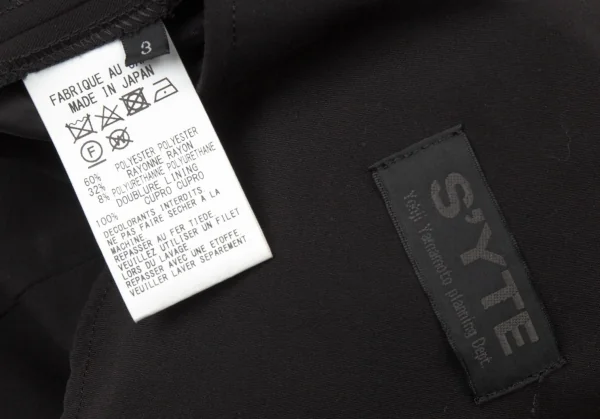 3
FABRIQUE AU
MADE IN JAPAN
F W
60% POLYESTER POLYESTER
32% RAYONNE RAYON
8% POLYURETHANNE POLYURETHANE
DOUBLURE LINING
100% CUPRO CUPRO
DECOLORANTS INTERDITS
NE PAS FAIRE SÉCHER À LA
MACHINE
REPASSER AU FER TIEDE
VEUILLEZ UTILISER UN FILET
LORS DU LAVAGE
REPASSER AVEC UNE ETOFFE
VEUILLER LAVER SEPAREMENT
S'YTE
Yohji Yamamoto planning Dept.